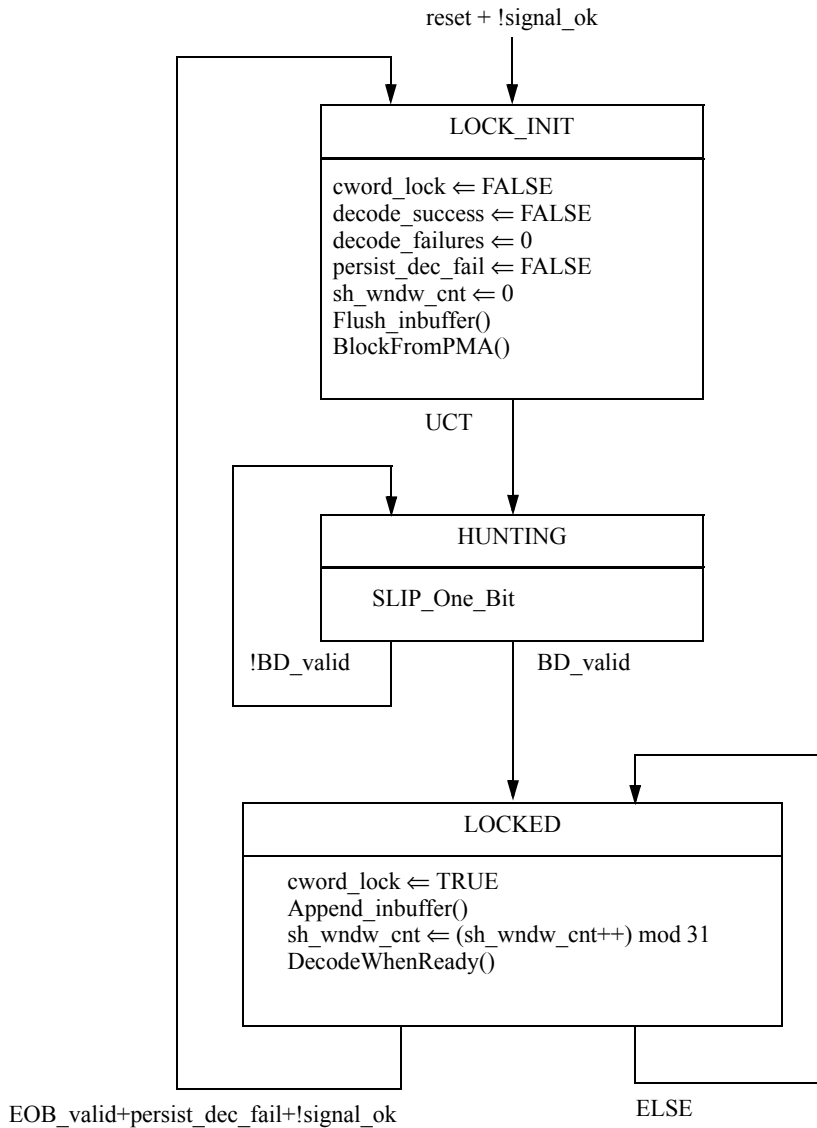 reset + !signal_ok
LOCK_INIT
cword_lock ⇐ FALSE
decode_success ⇐ FALSE
decode_failures ⇐ 0
persist_dec_fail ⇐ FALSE
sh_wndw_cnt ⇐ 0
Flush_inbuffer()
BlockFromPMA()
UCT
HUNTING
SLIP_One_Bit
!BD_valid
BD_valid
LOCKED
cword_lock ⇐ TRUE
Append_inbuffer()
sh_wndw_cnt ⇐ (sh_wndw_cnt++) mod 31
DecodeWhenReady()
EOB_valid+persist_dec_fail+!signal_ok
ELSE